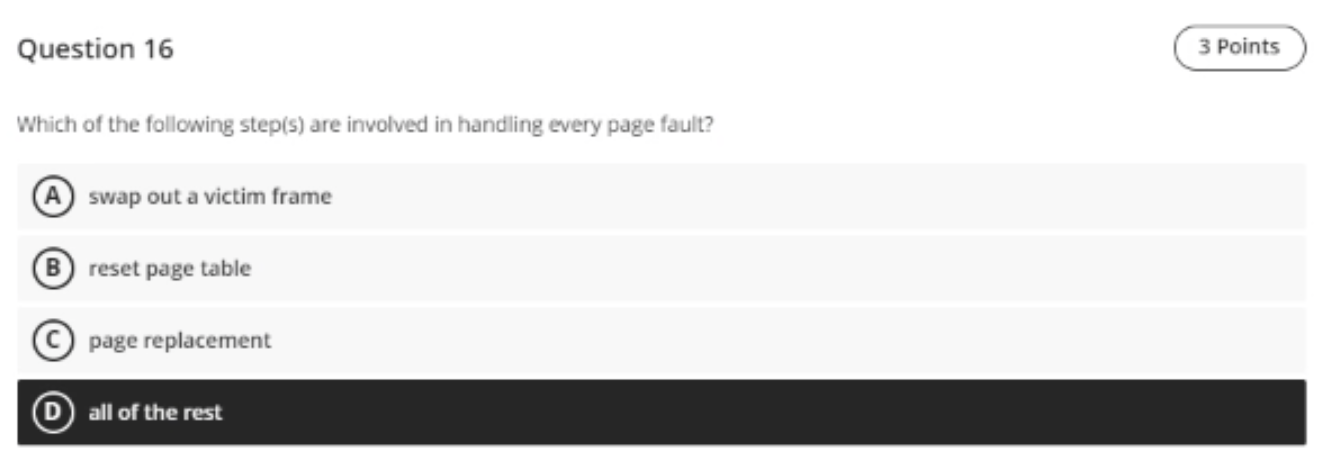 Question 16
3 Points
Which of the following step(s) are involved in handling every page fault?
A swap out a victim frame
B reset page table
C page replacement
D all of the rest